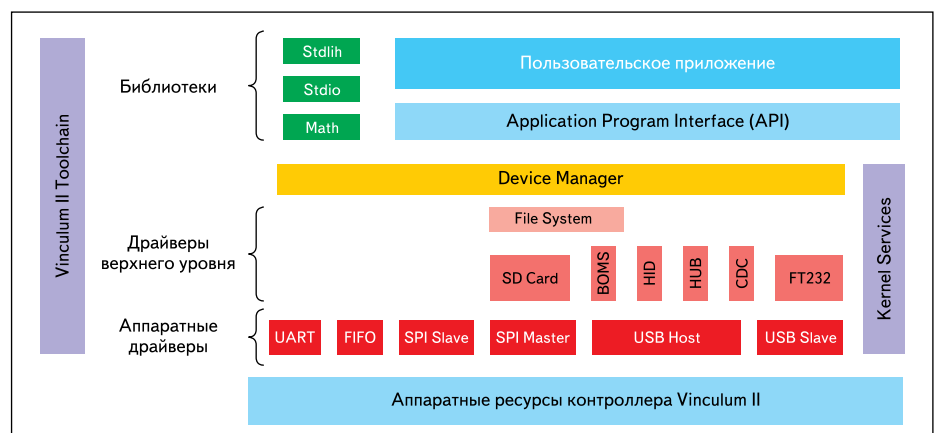 Vinculum II Toolchain
Библиотеки
Stdlih
Stdio
Math
Пользовательское приложение
Application Program Interface (API)
Device Manager
Kernel Services
Драйверы
верхнего уровня
File System
SD Card
BOMS
HID
HUB
CDC
FT232
Аппаратные
драйверы
UART
FIFO
SPI Slave
SPI Master
USB Host
USB Slave
Аппаратные ресурсы контроллера Vinculum II